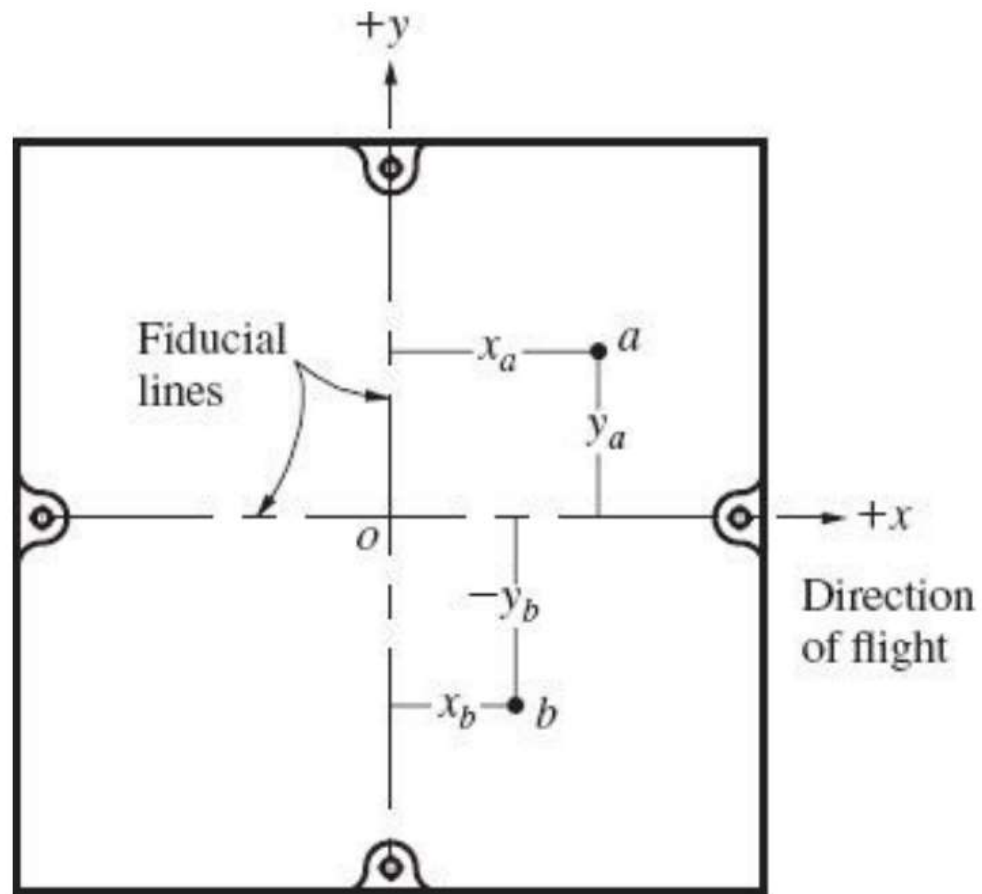 +y
Fiducial
lines
x_a
a
y_a
o
+x
−y_b
Direction
of flight
x_b
b